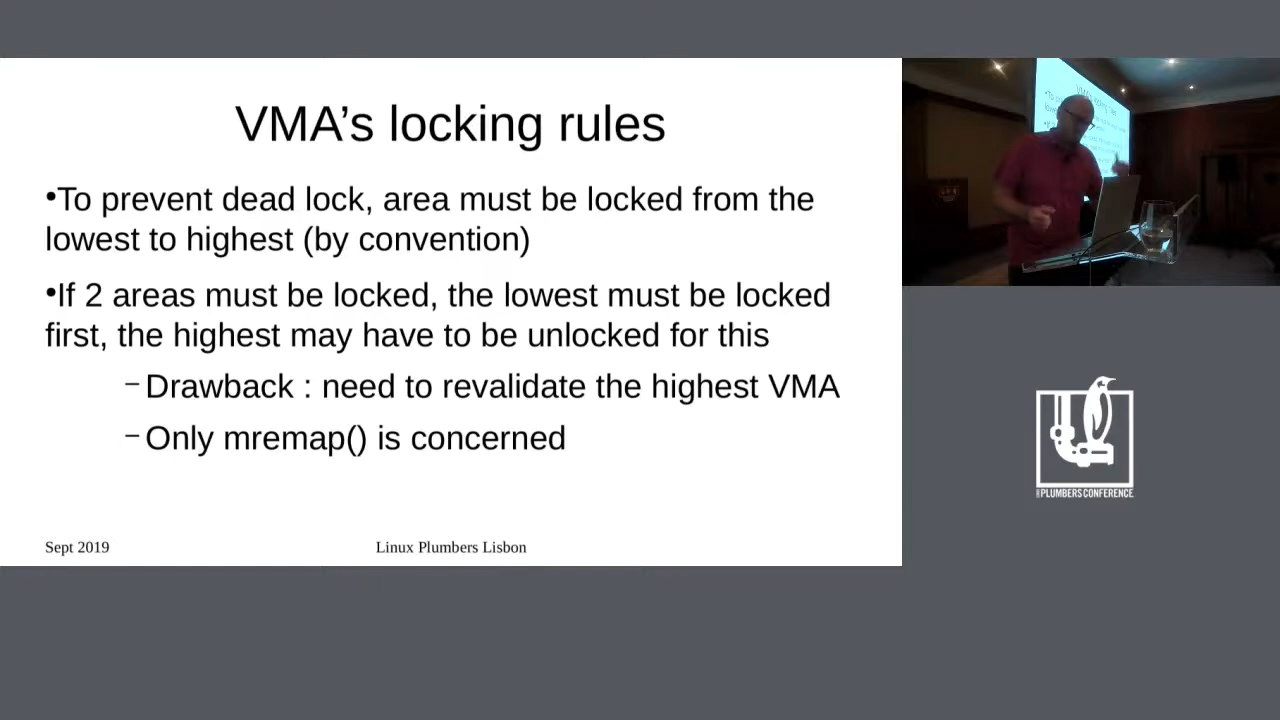 VMA’s locking rules
•To prevent dead lock, area must be locked from the
lowest to highest (by convention)
•If 2 areas must be locked, the lowest must be locked
first, the highest may have to be unlocked for this
– Drawback : need to revalidate the highest VMA
– Only mremap() is concerned
Sept 2019
Linux Plumbers Lisbon
PLUMBERS CONFERENCE